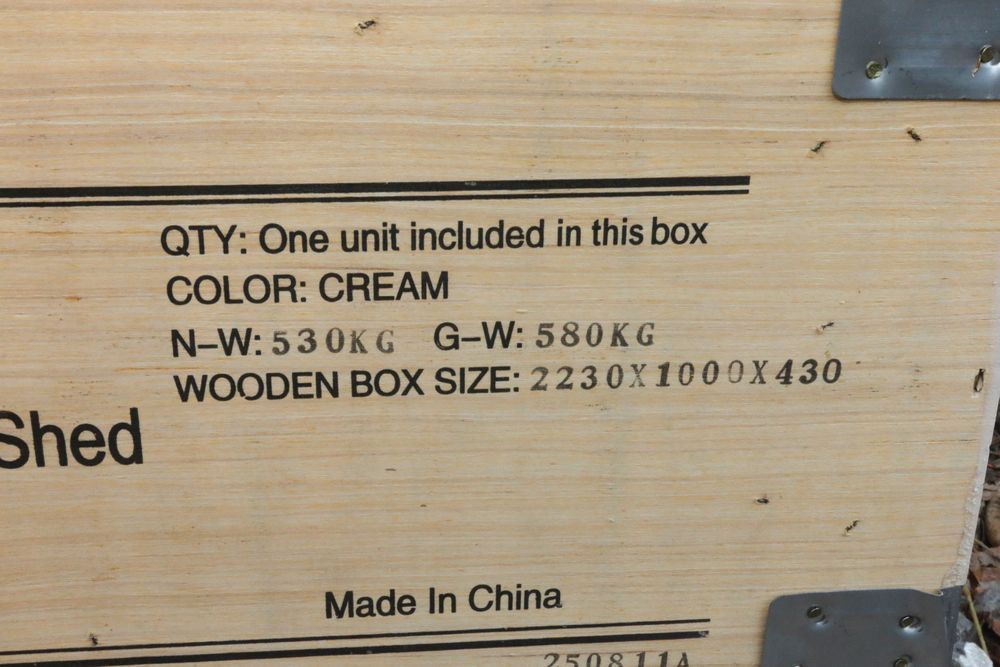 QTY: One unit included in this box
COLOR: CREAM
N-W: 530KG G-W: 580KG
WOODEN BOX SIZE: 2230X1000X430
Shed
Made In China
250811A